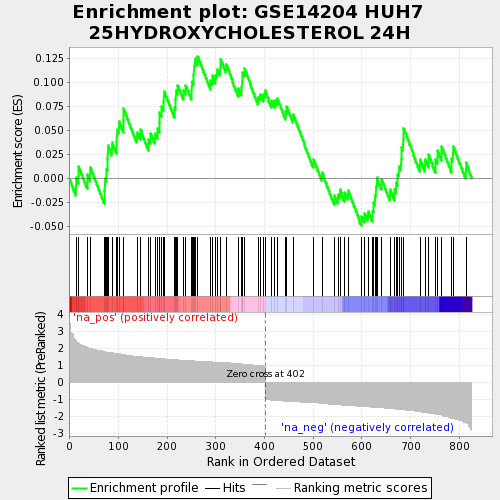 Enrichment plot: GSE14204 HUH7
25HYDROXYCHOLESTEROL 24H
Enrichment score (ES)
0.125
0.100
0.075
0.050
0.025
0.000
-0.025
-0.050
Ranked list metric (PreRanked)
4
3
2
1
0
-1
-2
-3
'na_pos' (positively correlated)
Zero cross at 402
'na_neg' (negatively correlated)
0
100
200
300
400
500
600
700
800
Rank in Ordered Dataset
Enrichment profile
Hits
Ranking metric scores